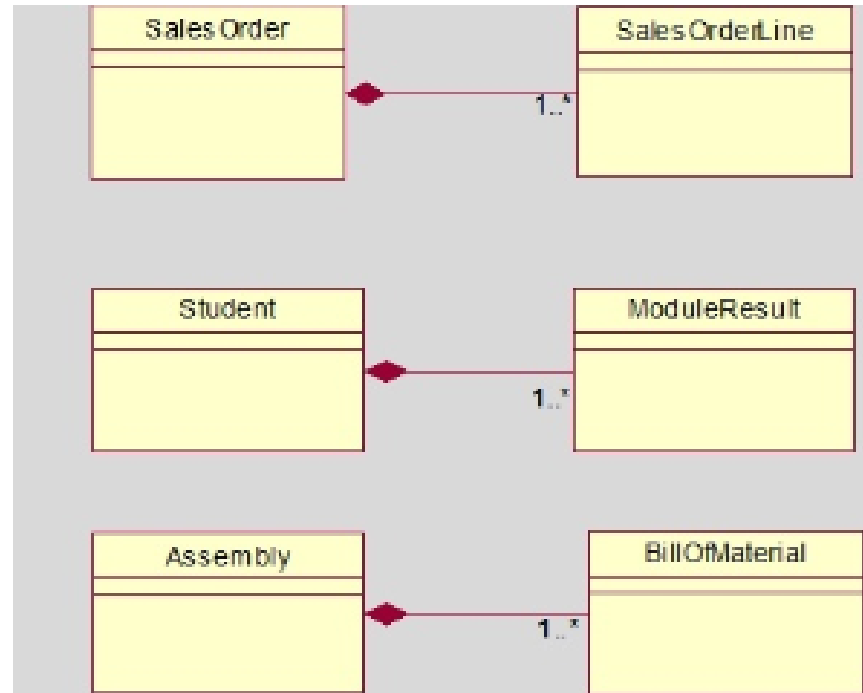 SalesOrder
SalesOrderLine
1..*
Student
ModuleResult
1..*
Assembly
BillOfMaterial
1..*